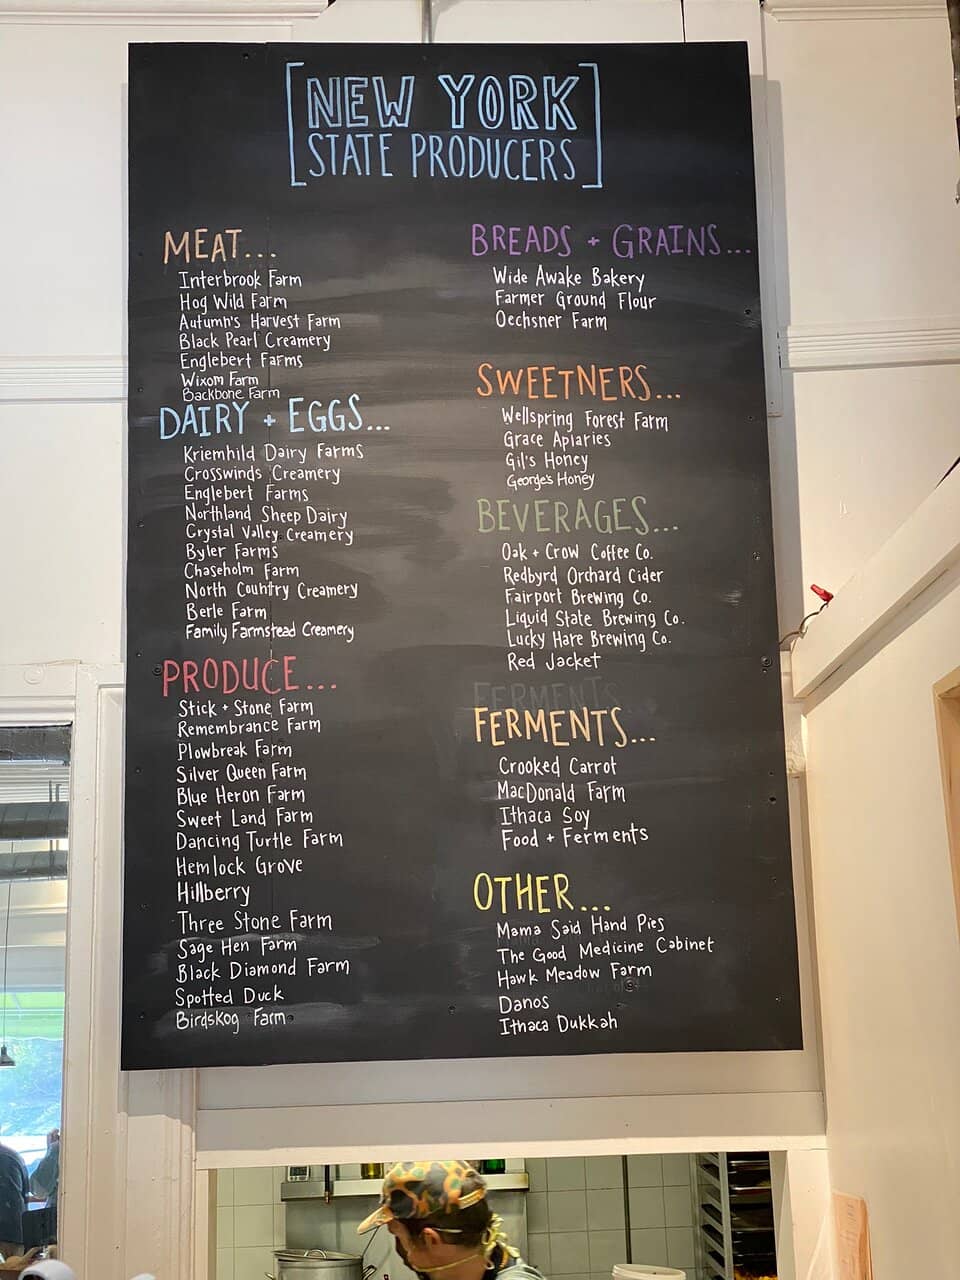 [NEW YORK
STATE PRODUCERS]
MEAT...
Interbrook Farm
Hog Wild Farm
Autumn's Harvest Farm
Black Pearl Creamery
Englebert Farms
Wixom Farm
Backbone Farm
DAIRY + EGGS...
Kriemhild Dairy Farms
Crosswinds Creamery
Englebert Farms
Northland Sheep Dairy
Crystal Valley Creamery
Byler Farms
Chaseholm Farm
North Country Creamery
Berle Farm
Family Farmstead Creamery
PRODUCE...
Stick + Stone Farm
Remembrance Farm
Plowbreak Farm
Silver Queen Farm
Blue Heron Farm
Sweet Land Farm
Dancing Turtle Farm
Hemlock Grove
Hillberry
Three Stone Farm
Sage Hen Farm
Black Diamond Farm
Spotted Duck
Birdskog Farm
BREADS + GRAINS...
Wide Awake Bakery
Farmer Ground Flour
Oechsner Farm
SWEETNERS...
Wellspring Forest Farm
Grace Apiaries
Gil's Honey
George's Honey
BEVERAGES...
Oak + Crow Coffee Co.
Redbyrd Orchard Cider
Fairport Brewing Co.
Liquid State Brewing Co.
Lucky Hare Brewing Co.
Red Jacket
FERMENTS...
FERMENTS...
Crooked Carrot
MacDonald Farm
Ithaca Soy
Food + Ferments
OTHER...
Mama Said Hand Pies
The Good Medicine Cabinet
Hawk Meadow Farm
Danos
Ithaca Dukkah